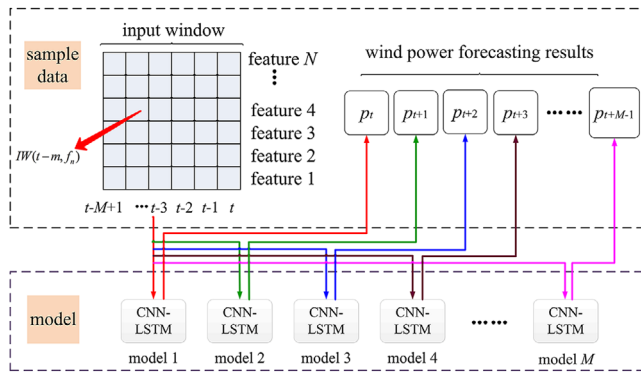 input window
sample
data
feature N
feature 4
feature 3
feature 2
feature 1
IW(t−m, fn)
t-M+1 ···t-3 t-2 t-1 t
wind power forecasting results
pt pt+1 pt+2 pt+3 ······ pt+M-1
model
CNN-
LSTM
CNN-
LSTM
CNN-
LSTM
CNN-
LSTM
······
CNN-
LSTM
model 1 model 2 model 3 model 4 model M